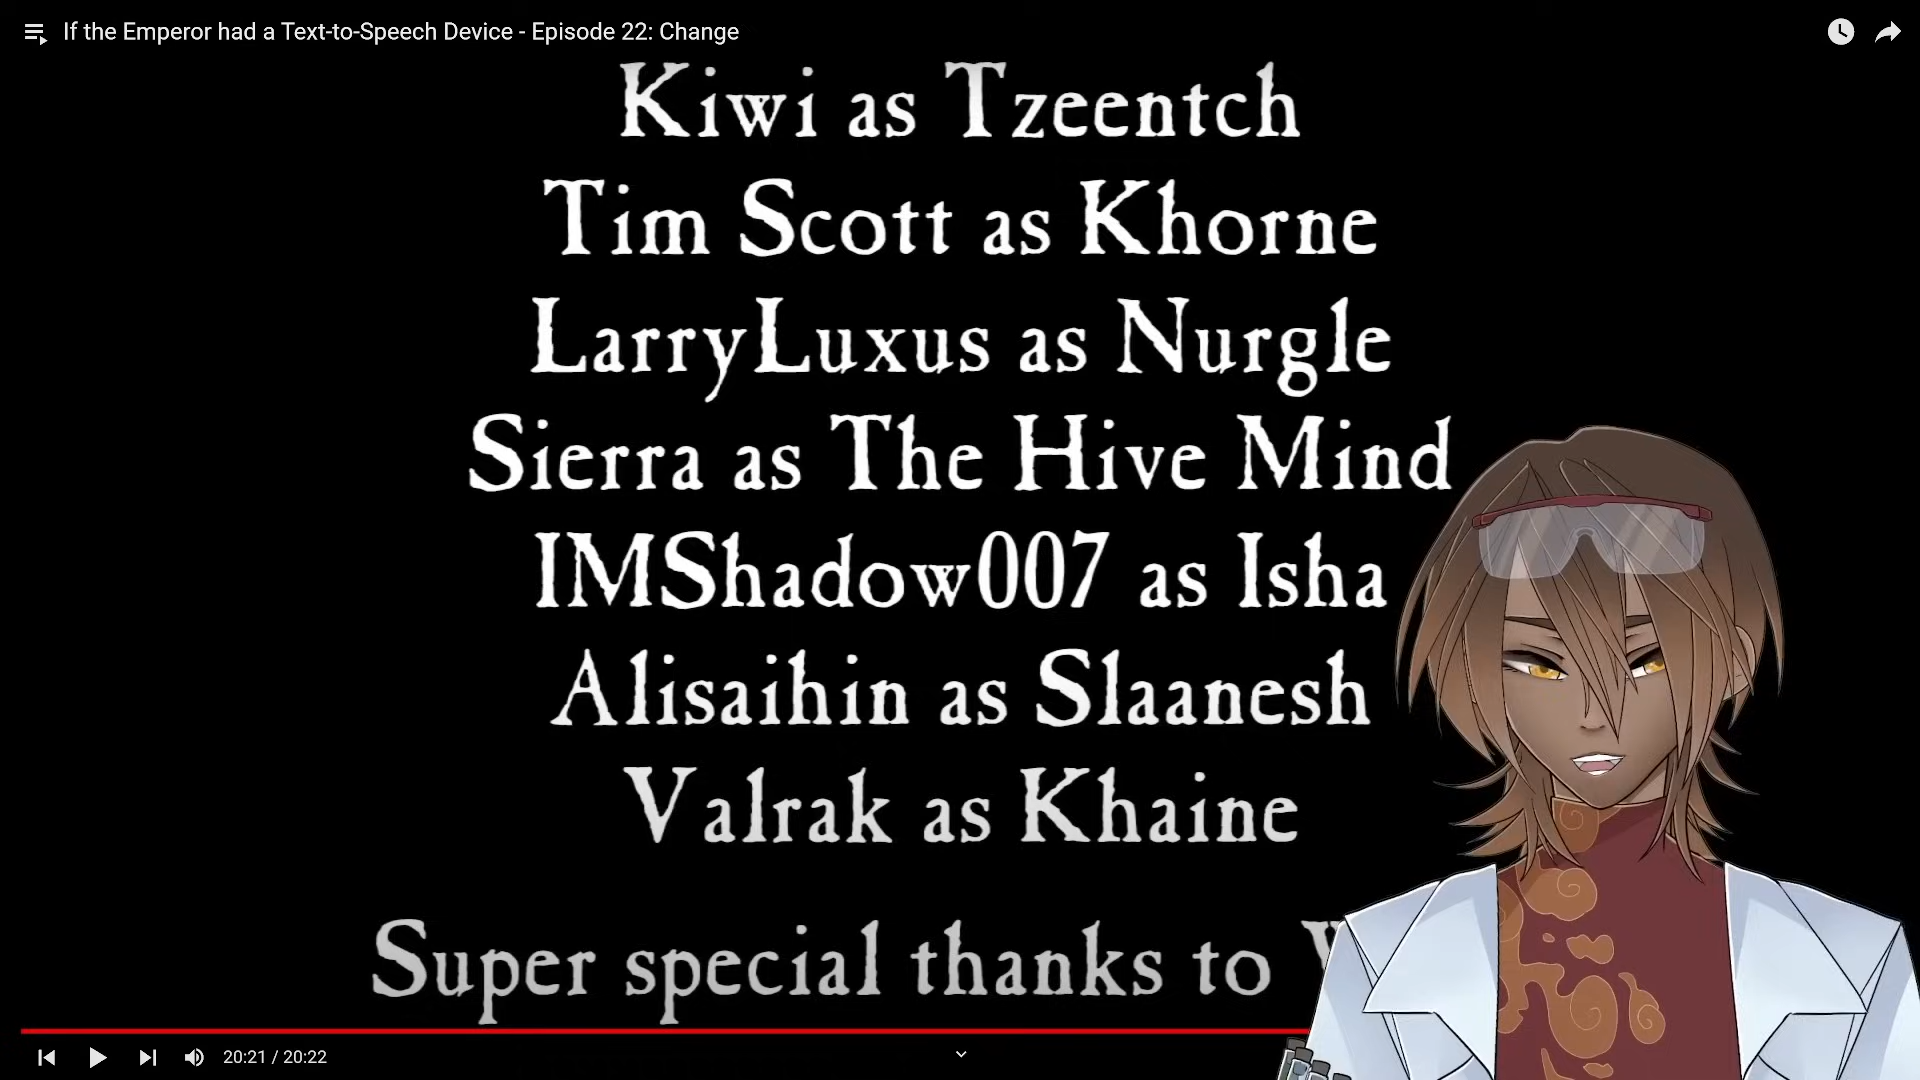 If the Emperor had a Text-to-Speech Device - Episode 22: Change
Kiwi as Tzeentch
Tim Scott as Khorne
LarryLuxus as Nurgle
Sierra as The Hive Mind
IMShadow007 as Isha
Alisaihin as Slaanesh
Valrak as Khaine
Super special thanks to
20:21 / 20:22